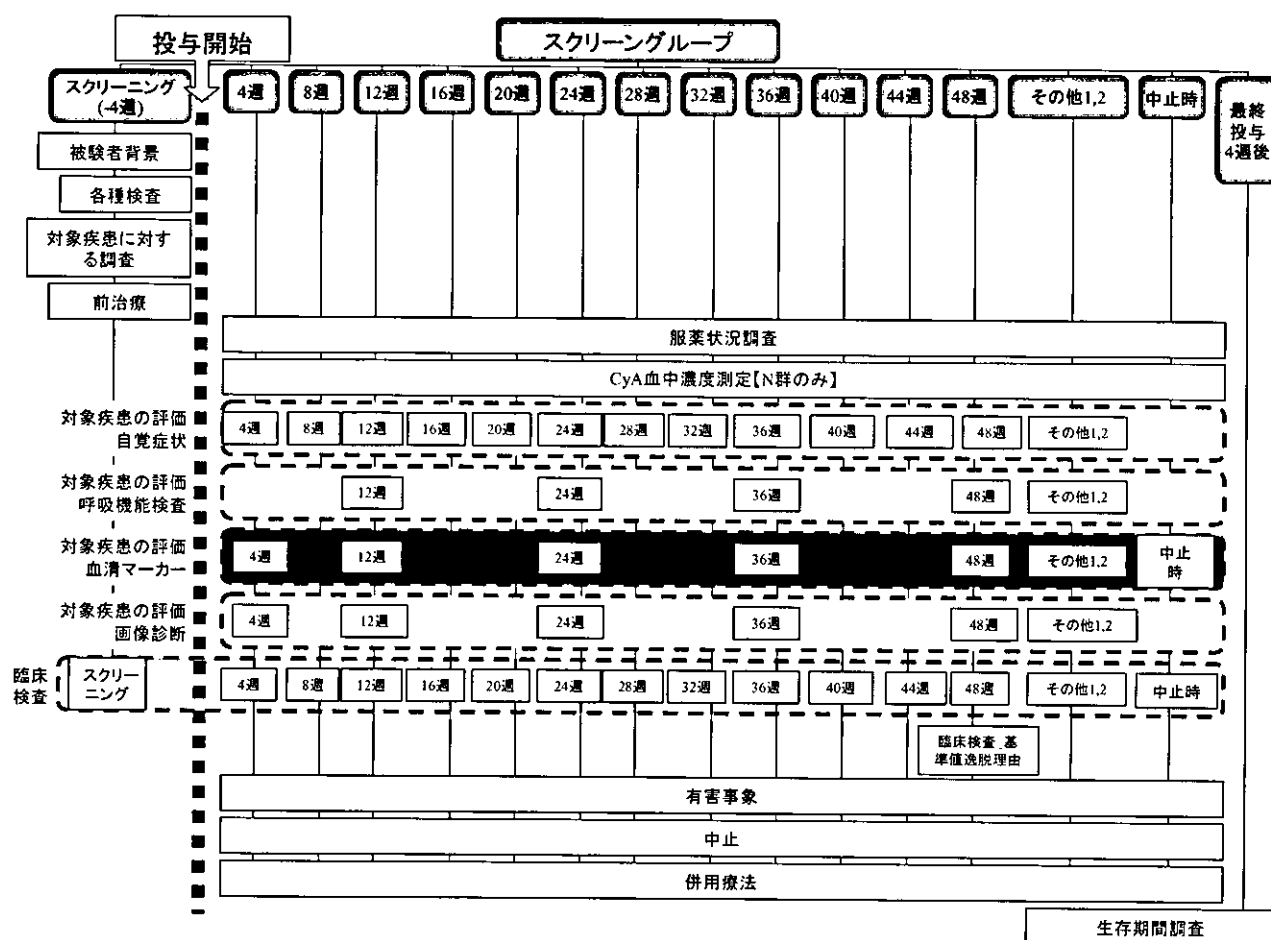 投与開始
スクリーングループ
スクリーニング
(-4週)
4週 8週 12週 16週 20週 24週 28週 32週 36週 40週 44週 48週 その他1,2 中止時
最終
投与
4週後
被験者背景
各種検査
対象疾患に対す
る調査
前治療
服薬状況調査
CyA血中濃度測定【N群のみ】
対象疾患の評価
自覚症状
4週 8週 12週 16週 20週 24週 28週 32週 36週 40週 44週 48週 その他1,2
対象疾患の評価
呼吸機能検査
12週 24週 36週 48週 その他1,2
対象疾患の評価
血清マーカー
4週 12週 24週 36週 48週 その他1,2 中止
時
対象疾患の評価
画像診断
4週 12週 24週 36週 48週 その他1,2
臨床
検査
スクリー
ニング
4週 8週 12週 16週 20週 24週 28週 32週 36週 40週 44週 48週 その他1,2 中止時
臨床検査_基
準値逸脱理由
有害事象
中止
併用療法
生存期間調査